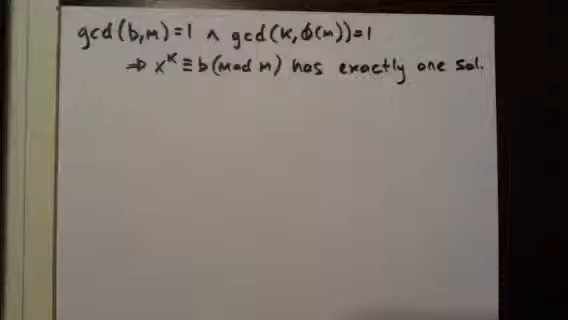 gcd(b,m)=1 ∧ gcd(k,ϕ(m))=1
⇒ x^k ≡ b (mod m) has exactly one sol.